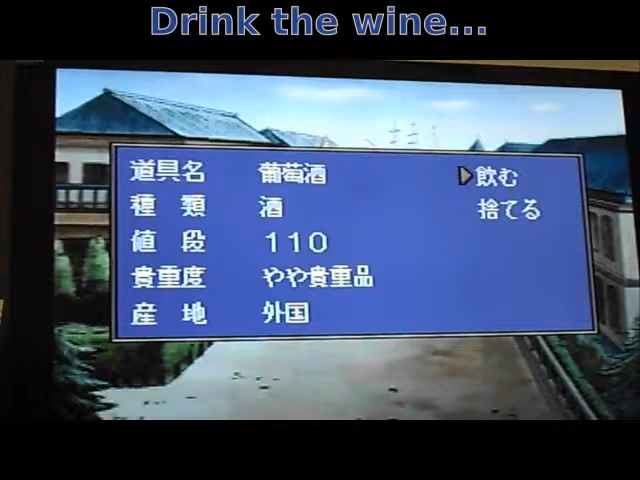 Drink the wine...
道具名 葡萄酒 飲む
種 類 酒 捨てる
値 段 110
貴重度 やや貴重品
産 地 外国